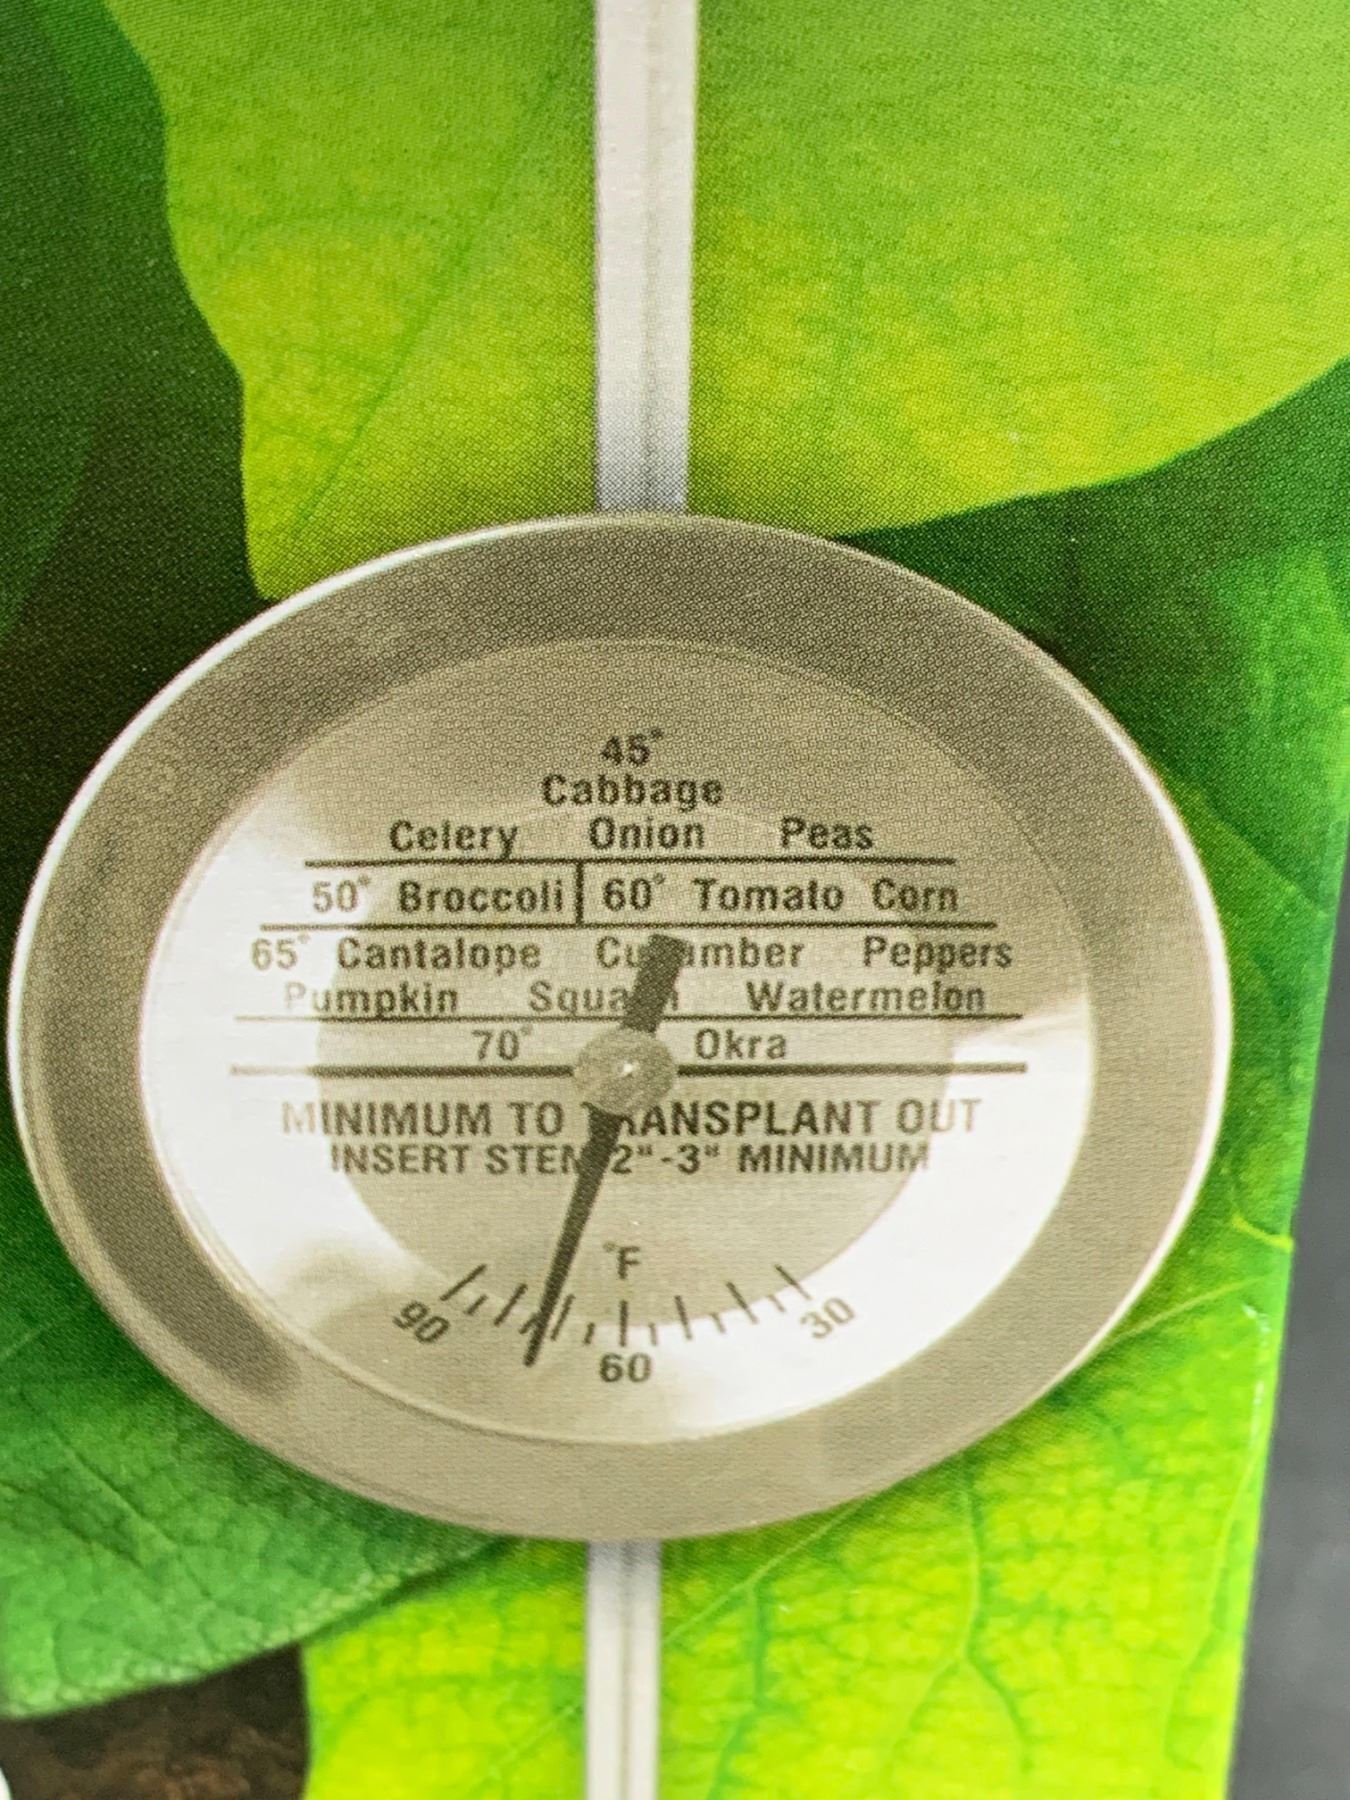 45°
Cabbage
Celery Onion Peas
50° Broccoli 60° Tomato Corn
65° Cantalope Cucumber Peppers
Pumpkin Squash Watermelon
70° Okra
MINIMUM TO TRANSPLANT OUT
INSERT STEM 2"-3" MINIMUM
°F
90 60 30